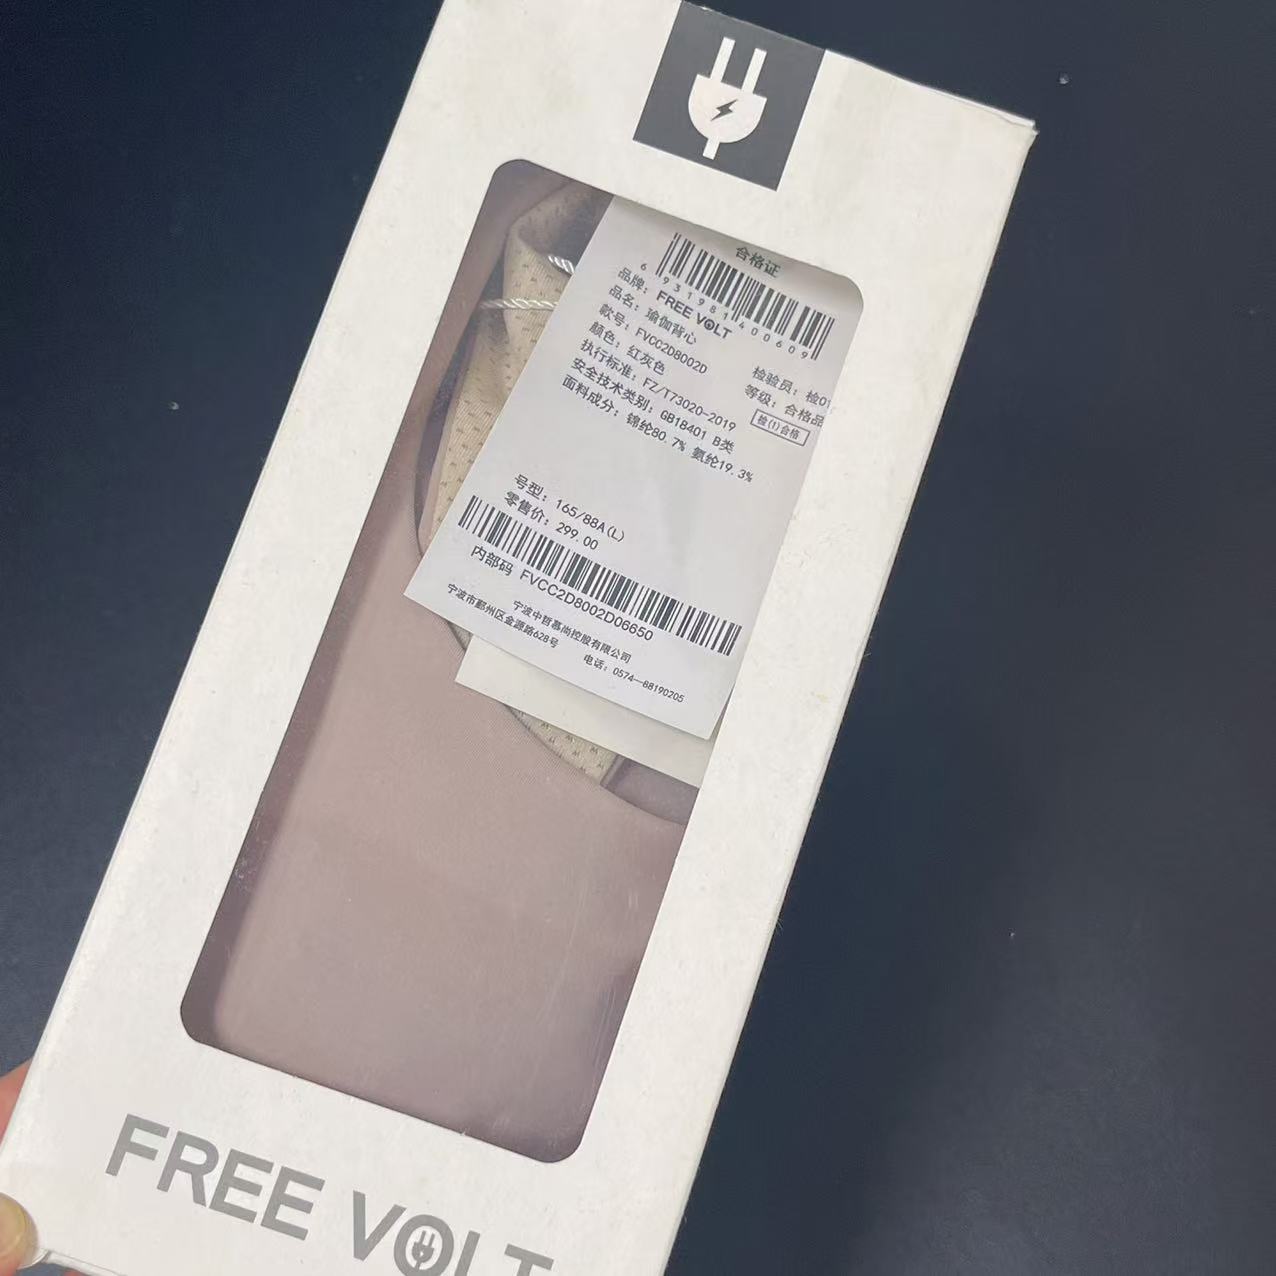 合格证
6 931981 400609
品牌: FREE VOLT
品名: 瑜伽背心
款号: FVCC2D8002D
颜色: 红灰色
检验员: 检01
执行标准: FZ/T73020-2019
等级: 合格品
安全技术类别: GB18401 B类
检(1)合格
面料成分: 锦纶80.7% 氨纶19.3%
号型: 165/88A(L)
零售价: 299.00
内部码 FVCC2D8002D06650
宁波中哲慕尚控股有限公司
宁波市鄞州区金源路628号
电话: 0574—88190205
FREE VOLT